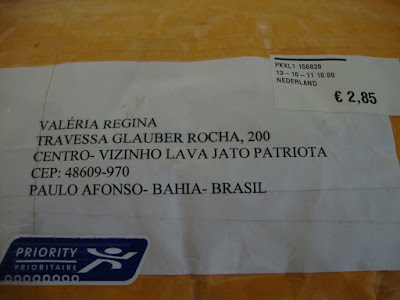 PKXL1 156820
13-10-11 10:00
NEDERLAND
€ 2,85
VALÉRIA REGINA
TRAVESSA GLAUBER ROCHA, 200
CENTRO- VIZINHO LAVA JATO PATRIOTA
CEP: 48609-970
PAULO AFONSO- BAHIA- BRASIL
PRIORITY
PRIORITAIRE